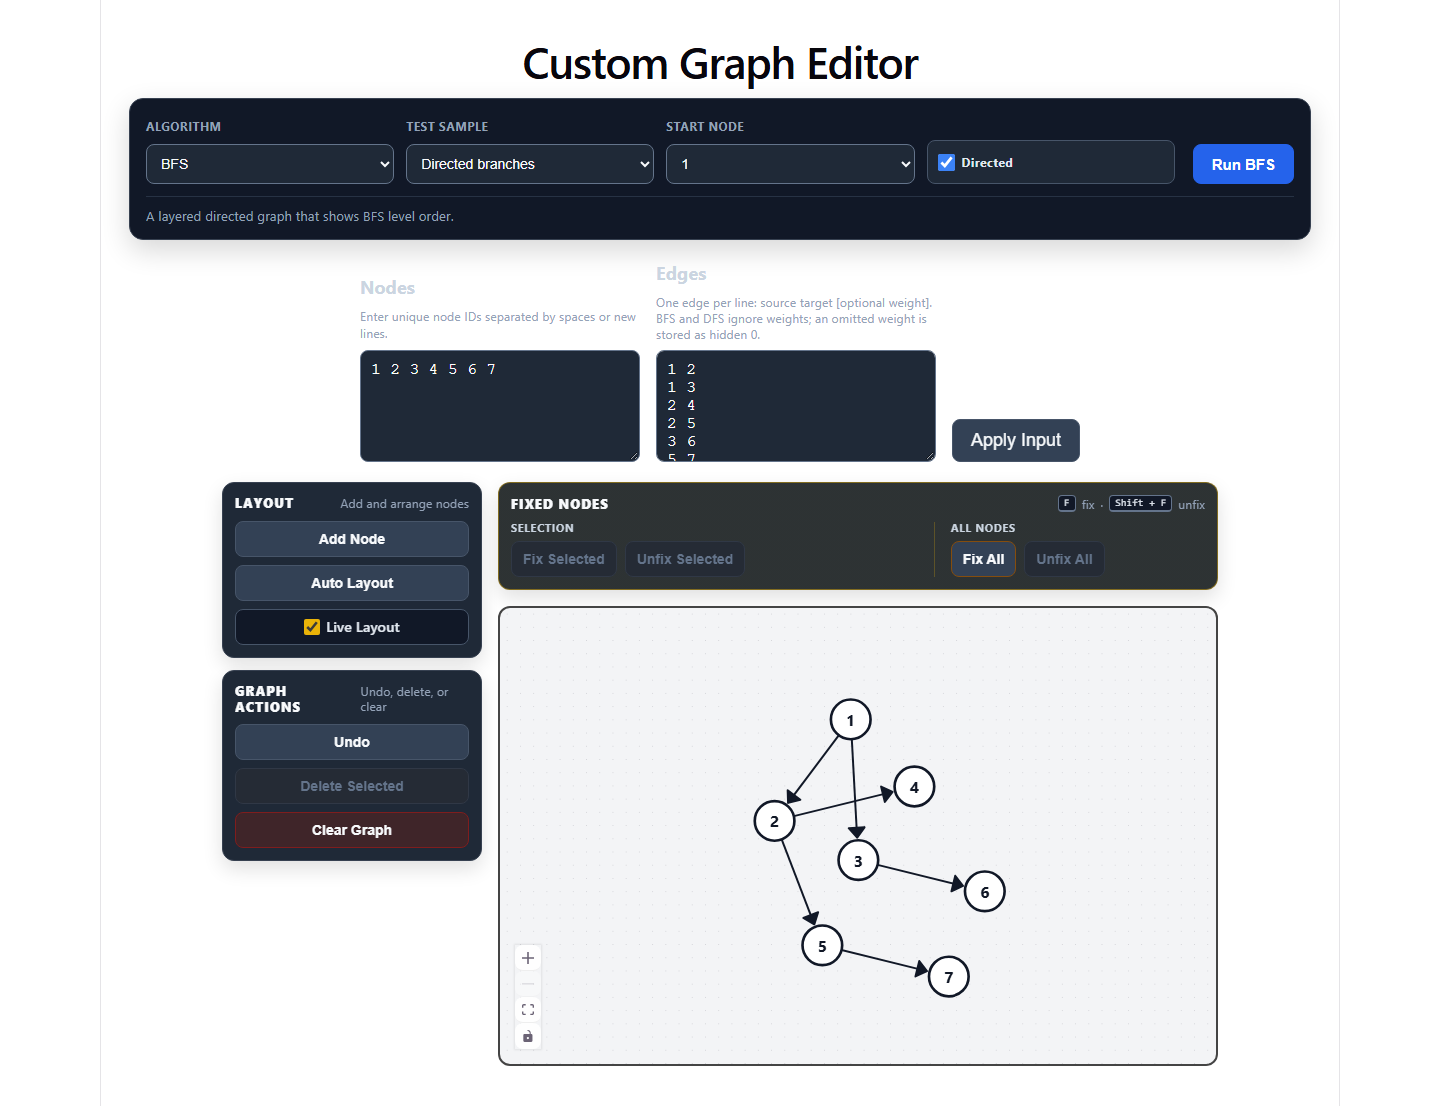 Custom Graph Editor
ALGORITHM
TEST SAMPLE
START NODE
BFS
Directed branches
1
Directed
Run BFS
A layered directed graph that shows BFS level order.
Nodes
Enter unique node IDs separated by spaces or new
lines.
1 2 3 4 5 6 7
Edges
One edge per line: source target [optional weight].
BFS and DFS ignore weights; an omitted weight is
stored as hidden 0.
1 2
1 3
2 4
2 5
3 6
5 7
Apply Input
LAYOUT
Add and arrange nodes
Add Node
Auto Layout
Live Layout
GRAPH
ACTIONS
Undo, delete, or
clear
Undo
Delete Selected
Clear Graph
FIXED NODES
F fix · Shift + F unfix
SELECTION
Fix Selected
Unfix Selected
ALL NODES
Fix All
Unfix All
1
4
2
3
6
5
7